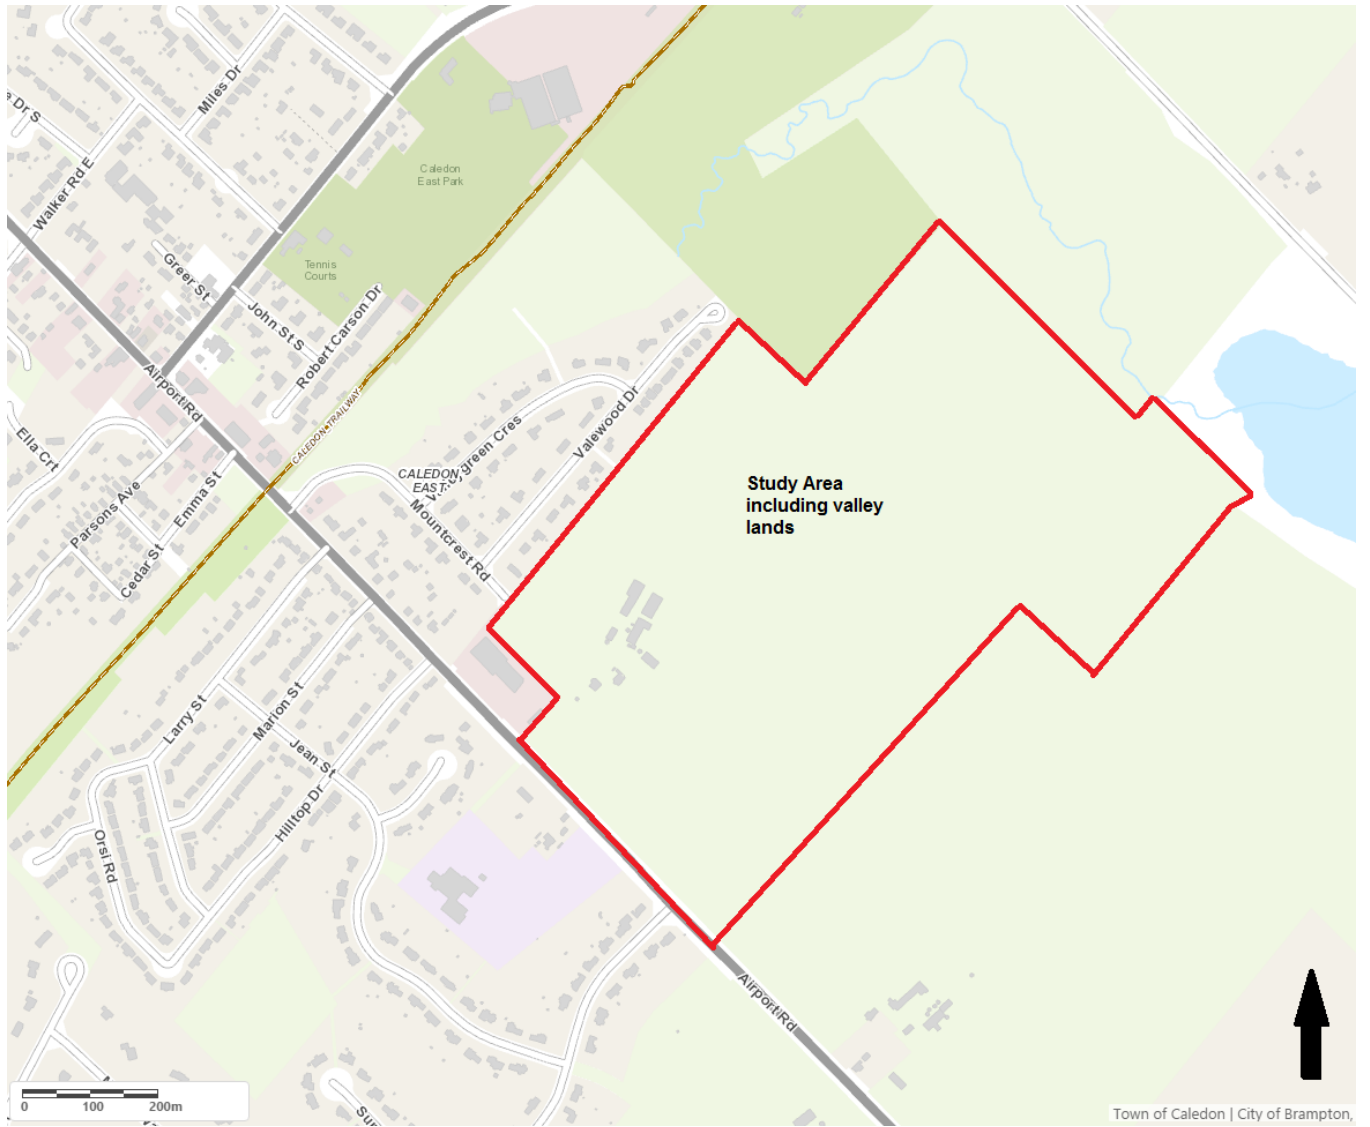 Miles Dr
e Dr S
Walker Rd E
Caledon
East Park
Greer St
Tennis
Courts
John St S
Robert Carson Dr
Airport Rd
CALEDON TRAILWAY
Ella Crt
Valewood Dr
green Cres
CALEDON
EAST
Parsons Ave
Emma St
Mountcrest Rd
Cedar St
Study Area
including valley
lands
Larry St
Marion St
Jean St
Hilltop Dr
Orsi Rd
Airport Rd
0 100 200m
Town of Caledon | City of Brampton,